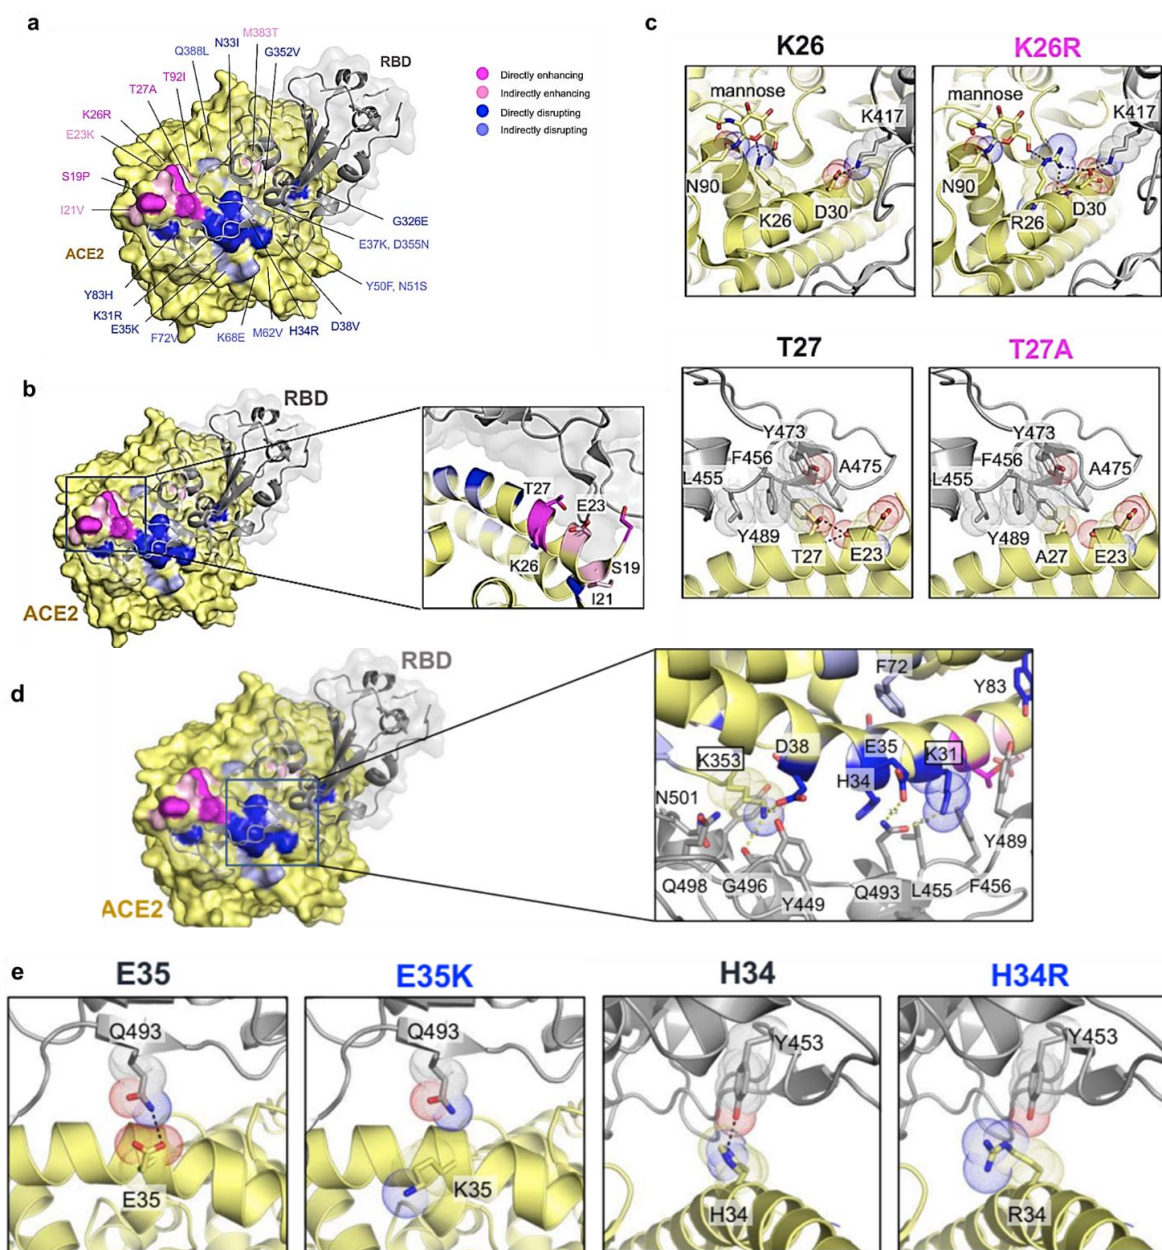 a
N33I
M383T
Q388L
G352V
RBD
T92I
T27A
K26R
E23K
S19P
I21V
ACE2
G326E
E37K, D355N
Y50F, N51S
Y83H
K31R
E35K
F72V
K68E
M62V
H34R
D38V
Directly enhancing
Indirectly enhancing
Directly disrupting
Indirectly disrupting
b
RBD
ACE2
T27
E23
K26
S19
I21
c
K26
K26R
mannose
K417
N90
K26
D30
mannose
K417
N90
R26
D30
T27
T27A
Y473
F456
A475
L455
Y489
T27
E23
Y473
F456
A475
L455
Y489
A27
E23
d
RBD
ACE2
F72
Y83
D38
E35
K31
K353
H34
N501
Y489
Q498
G496
Q493
L455
F456
Y449
e
E35
E35K
H34
H34R
Q493
E35
Q493
K35
Y453
H34
Y453
R34